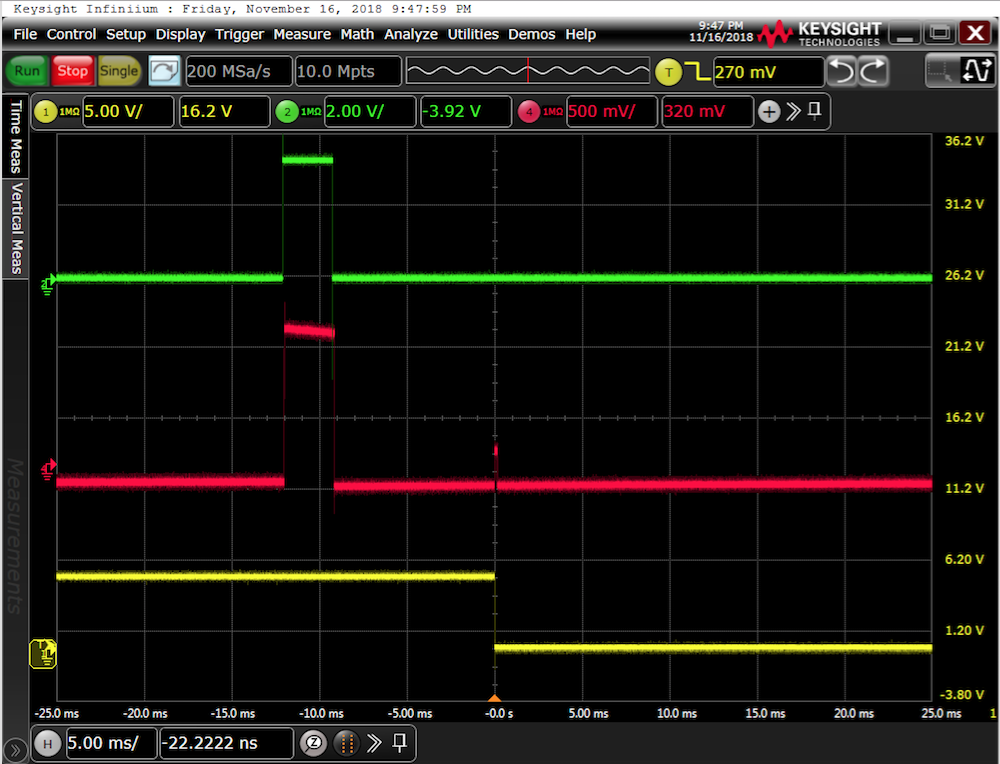 Keysight Infiniium : Friday, November 16, 2018 9:47:59 PM
File Control Setup Display Trigger Measure Math Analyze Utilities Demos Help
9:47 PM
11/16/2018
KEYSIGHT
TECHNOLOGIES
Run Stop Single 200 MSa/s 10.0 Mpts T 270 mV
1 1MΩ 5.00 V/ 16.2 V 2 1MΩ 2.00 V/ -3.92 V 4 1MΩ 500 mV/ 320 mV
Time Meas
Vertical Meas
Measurements
36.2 V
31.2 V
26.2 V
21.2 V
16.2 V
11.2 V
6.20 V
1.20 V
-3.80 V
-25.0 ms -20.0 ms -15.0 ms -10.0 ms -5.00 ms -0.0 s 5.00 ms 10.0 ms 15.0 ms 20.0 ms 25.0 ms 1
H 5.00 ms/ -22.2222 ns Z